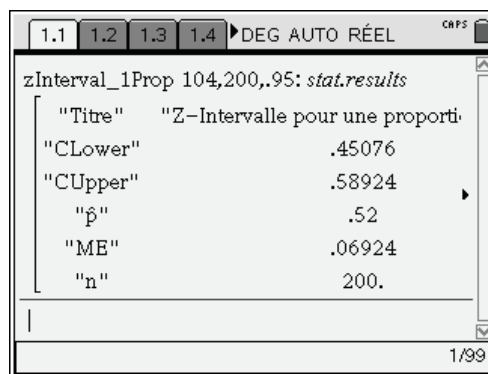 1.1 1.2 1.3 1.4 DEG AUTO RÉEL CAPS
zInterval_1Prop 104,200,.95: stat.results
"Titre" "Z−Intervalle pour une proporti
"CLower" .45076
"CUpper" .58924
"p̂" .52
"ME" .06924
"n" 200.
1/99